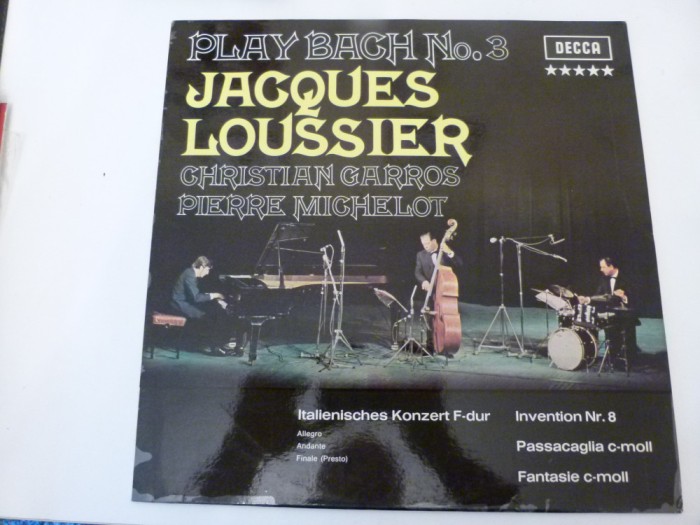 PLAY BACH No. 3
DECCA
JACQUES
LOUSSIER
CHRISTIAN GARROS
PIERRE MICHELOT
Italienisches Konzert F-dur
Allegro
Andante
Finale (Presto)
Invention Nr. 8
Passacaglia c-moll
Fantasie c-moll